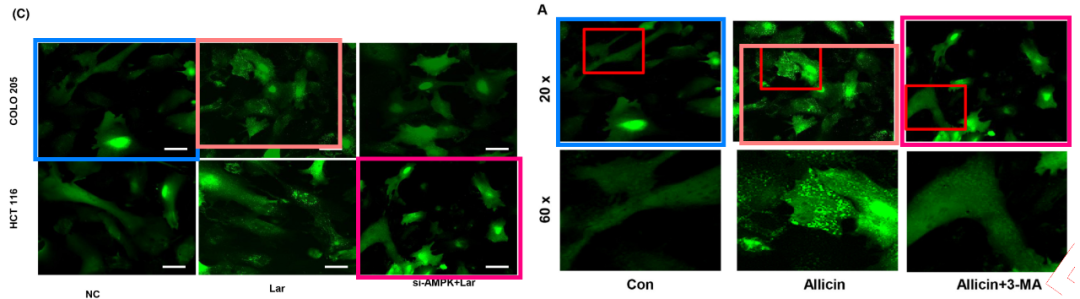 (C)
COLO 205
HCT 116
NC
Lar
si-AMPK+Lar
A
20 x
60 x
Con
Allicin
Allicin+3-MA